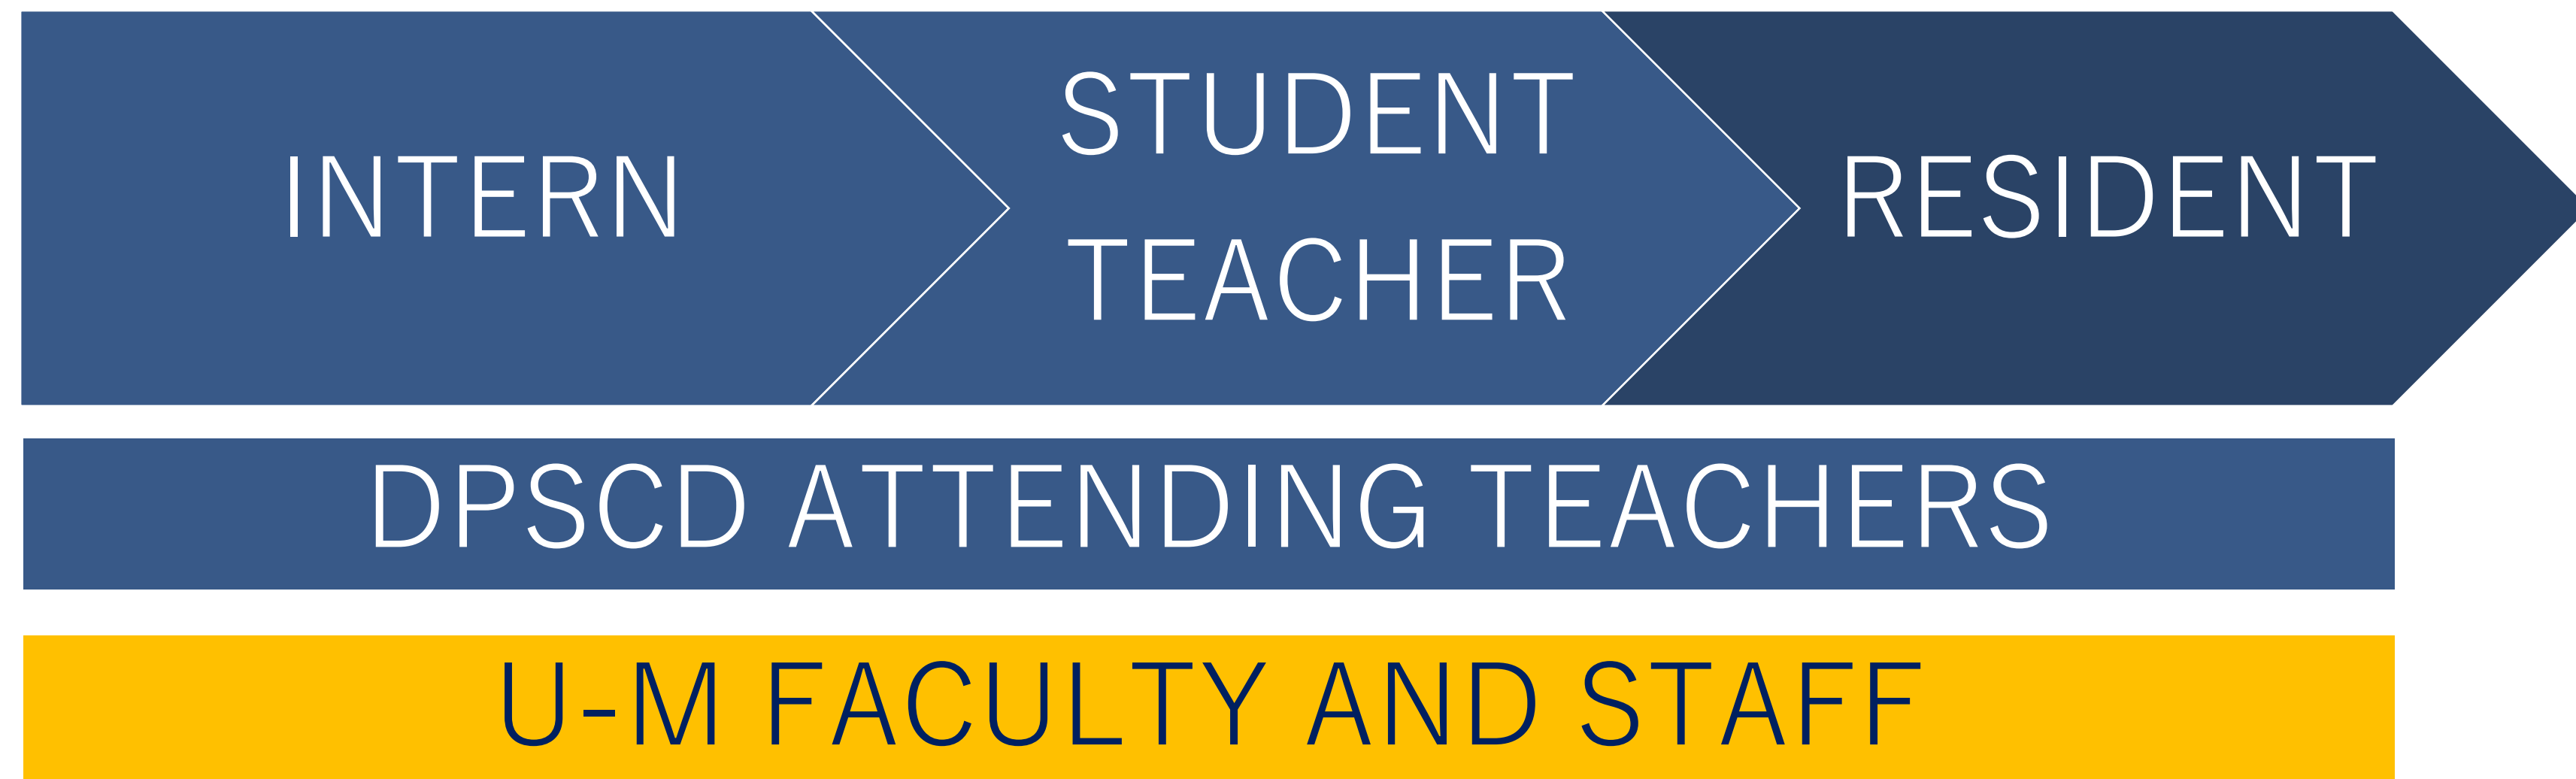 INTERN
STUDENT
TEACHER
RESIDENT
DPSCD ATTENDING TEACHERS
U-M FACULTY AND STAFF